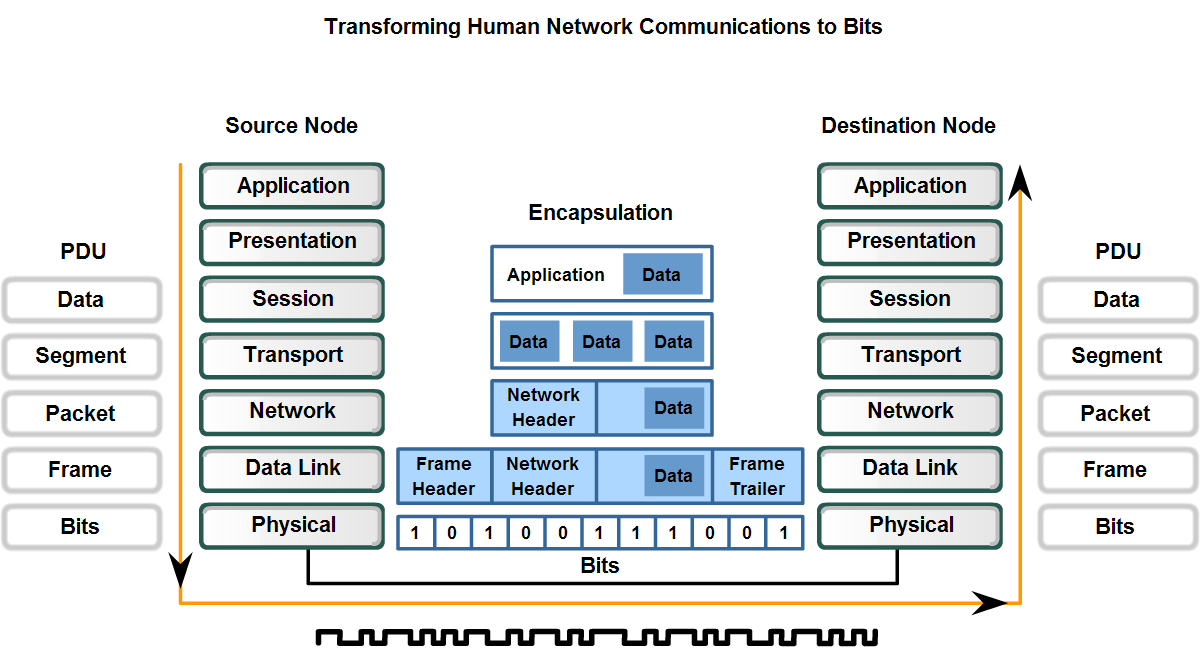 Transforming Human Network Communications to Bits
Source Node
Destination Node
Application
Presentation
Session
Transport
Network
Data Link
Physical
PDU
Data
Segment
Packet
Frame
Bits
Encapsulation
Application Data
Data Data Data
Network
Header
Data
Frame
Header
Network
Header
Data
Frame
Trailer
1 0 1 0 0 1 1 1 0 0 1
Bits
Application
Presentation
Session
Transport
Network
Data Link
Physical
PDU
Data
Segment
Packet
Frame
Bits